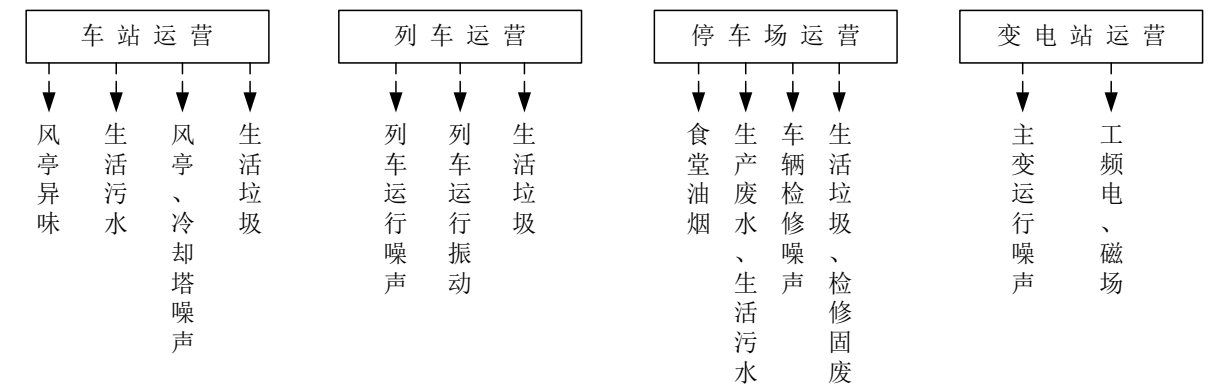 车站运营
风亭异味
生活污水
风亭、冷却塔噪声
生活垃圾
列车运营
列车运行噪声
列车运行振动
生活垃圾
停车场运营
食堂油烟
生产废水、生活污水
车辆检修噪声
生活垃圾、检修固废
变电站运营
主变运行噪声
工频电、磁场